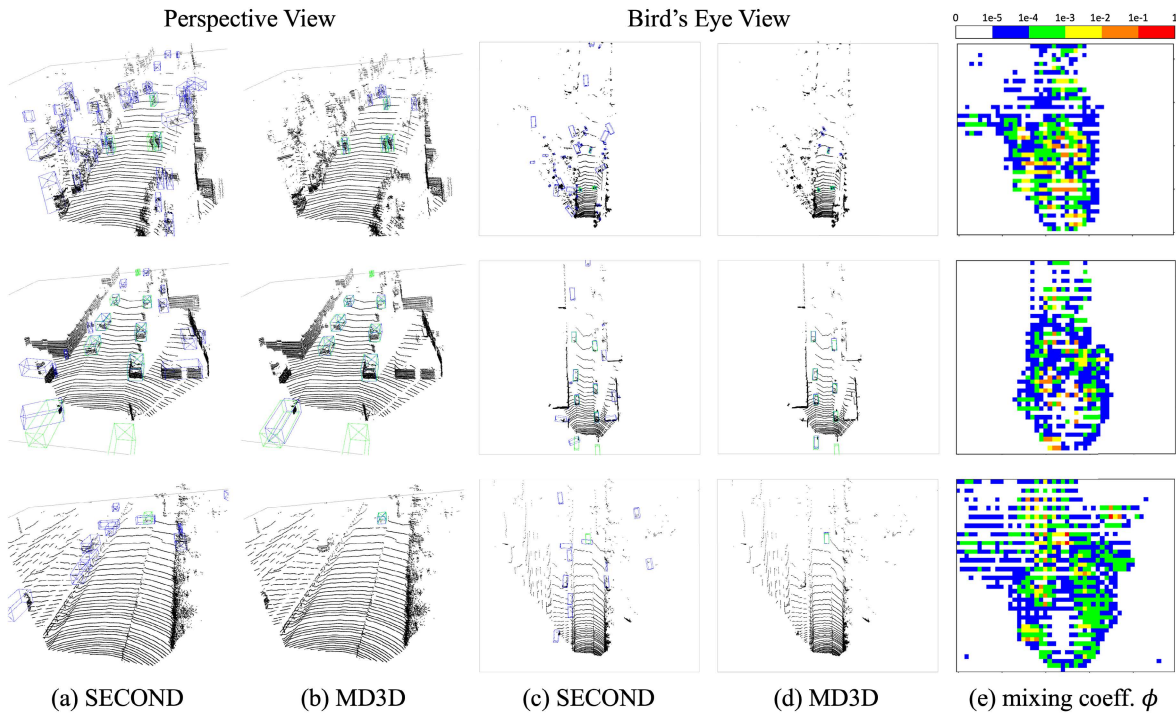 Perspective View
Bird's Eye View
0 1e-5 1e-4 1e-3 1e-2 1e-1 1
(a) SECOND
(b) MD3D
(c) SECOND
(d) MD3D
(e) mixing coeff. ϕ